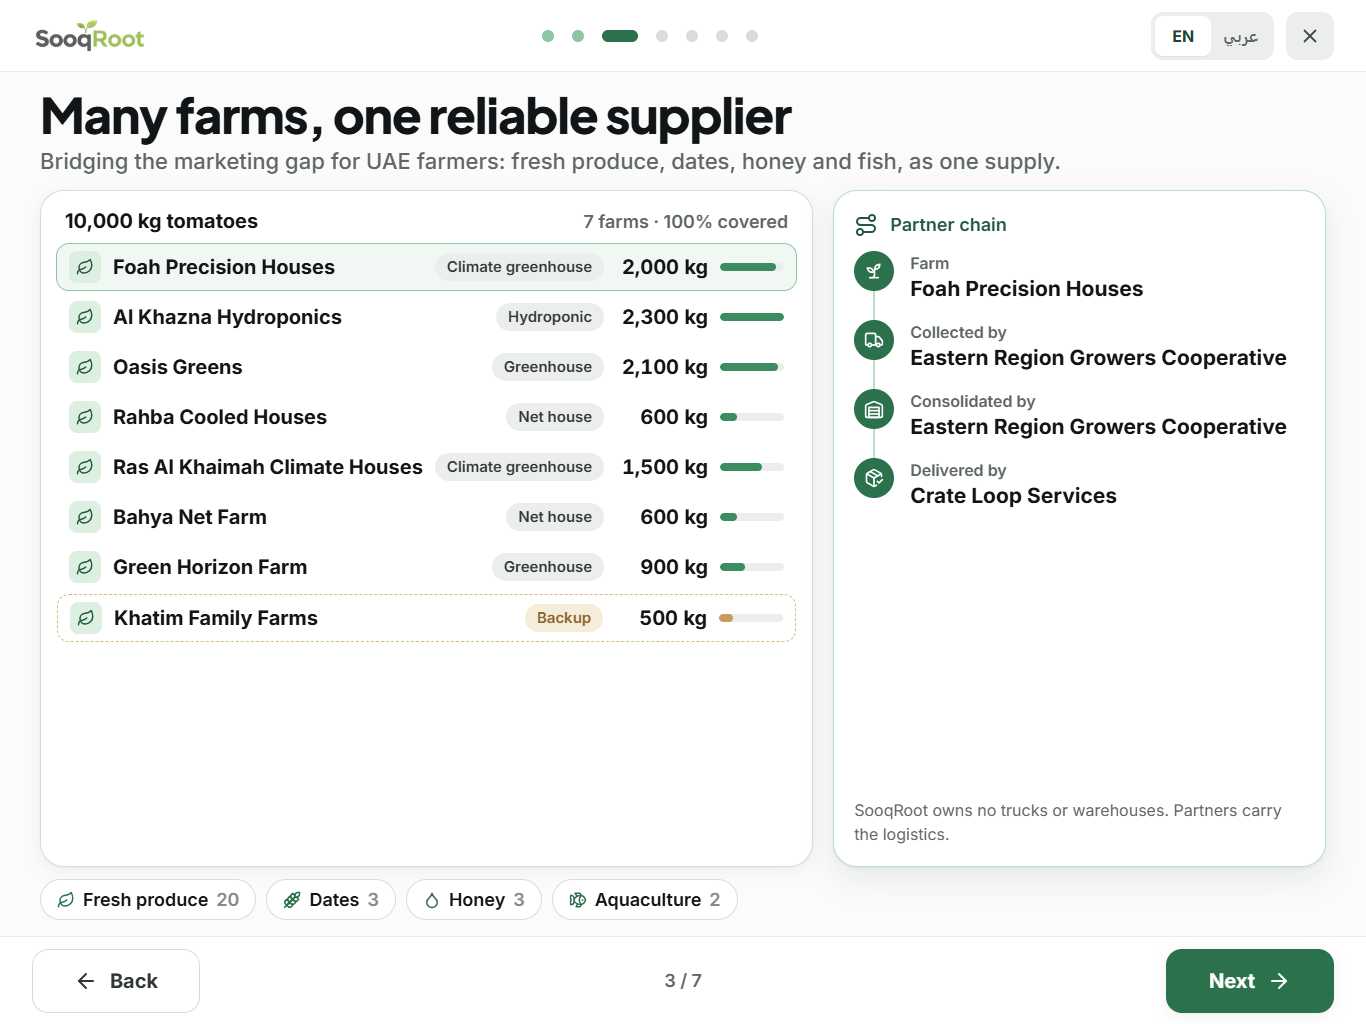 SooqRoot
EN
عربي
Many farms, one reliable supplier
Bridging the marketing gap for UAE farmers: fresh produce, dates, honey and fish, as one supply.
10,000 kg tomatoes
7 farms · 100% covered
Foah Precision Houses Climate greenhouse 2,000 kg
Al Khazna Hydroponics Hydroponic 2,300 kg
Oasis Greens Greenhouse 2,100 kg
Rahba Cooled Houses Net house 600 kg
Ras Al Khaimah Climate Houses Climate greenhouse 1,500 kg
Bahya Net Farm Net house 600 kg
Green Horizon Farm Greenhouse 900 kg
Khatim Family Farms Backup 500 kg
Partner chain
Farm
Foah Precision Houses
Collected by
Eastern Region Growers Cooperative
Consolidated by
Eastern Region Growers Cooperative
Delivered by
Crate Loop Services
SooqRoot owns no trucks or warehouses. Partners carry
the logistics.
Fresh produce 20
Dates 3
Honey 3
Aquaculture 2
Back
3 / 7
Next